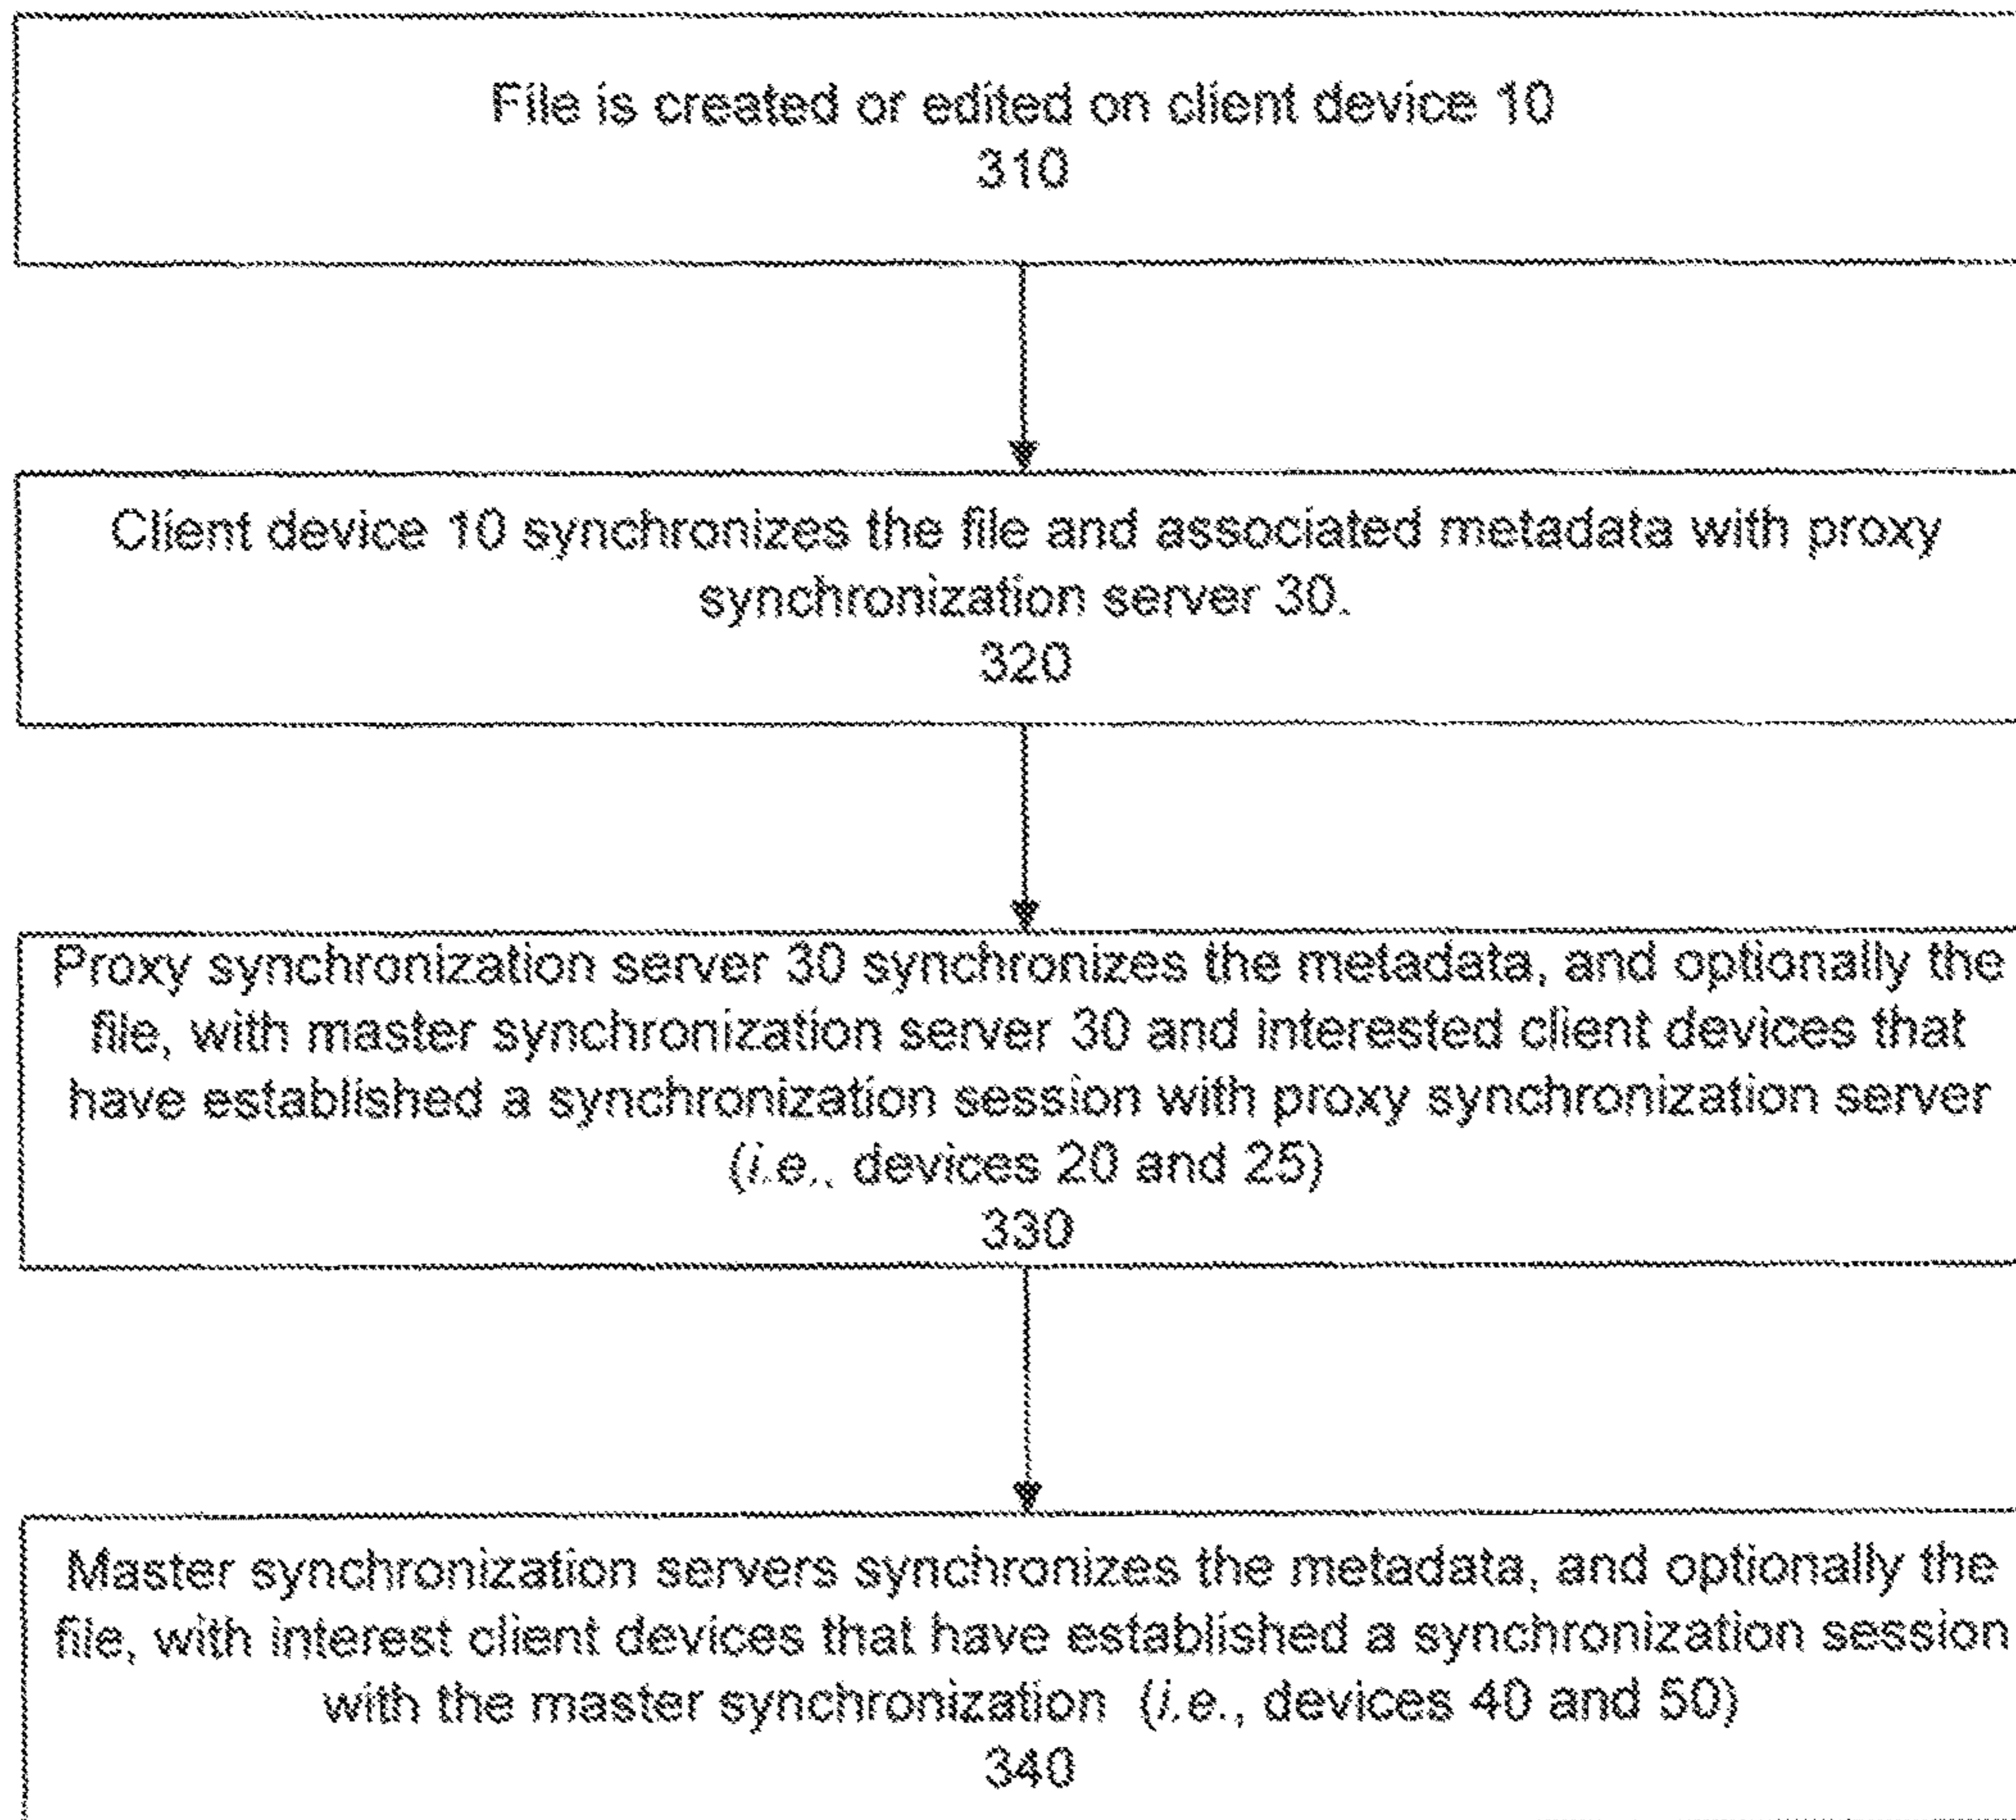 File is created or edited on client device 10
310
Client device 10 synchronizes the file and associated metadata with proxy
synchronization server 30.
320
Proxy synchronization server 30 synchronizes the metadata, and optionally the
file, with master synchronization server 30 and interested client devices that
have established a synchronization session with proxy synchronization server
(i.e., devices 20 and 25)
330
Master synchronization servers synchronizes the metadata, and optionally the
file, with interest client devices that have established a synchronization session
with the master synchronization (i.e., devices 40 and 50)
340